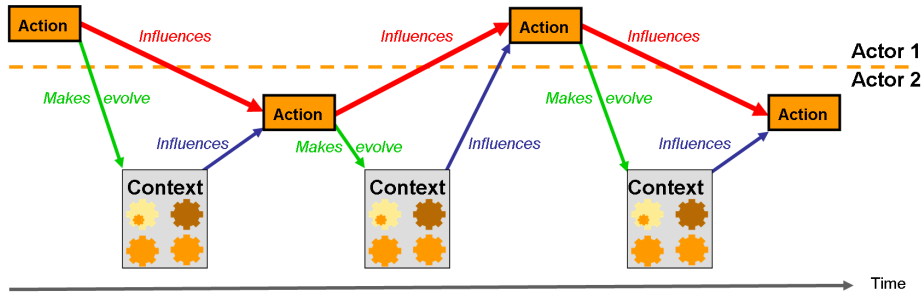 Action
Influences
Influences
Action
Influences
Actor 1
Actor 2
Makes evolve
Action
Makes evolve
Action
Influences
Makes evolve
Influences
Influences
Context
Context
Context
Time